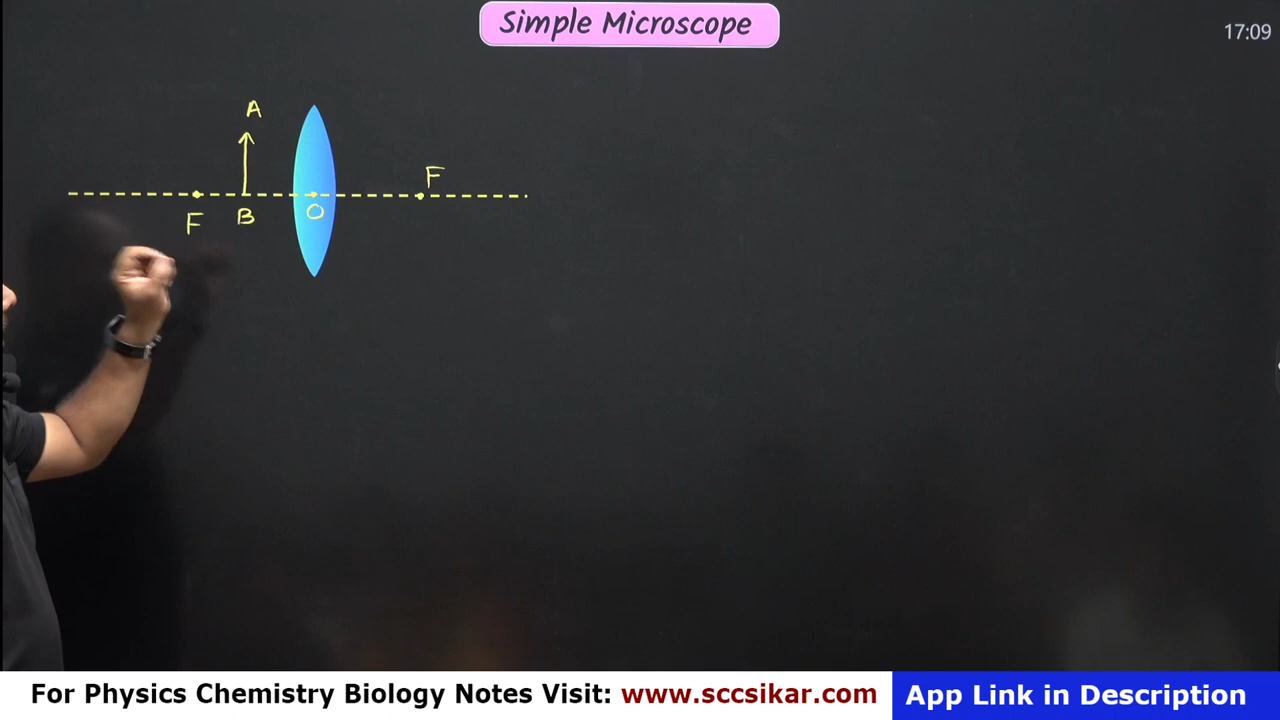 Simple Microscope
17:09
A
F
F B O
For Physics Chemistry Biology Notes Visit: www.sccsikar.com
App Link in Description